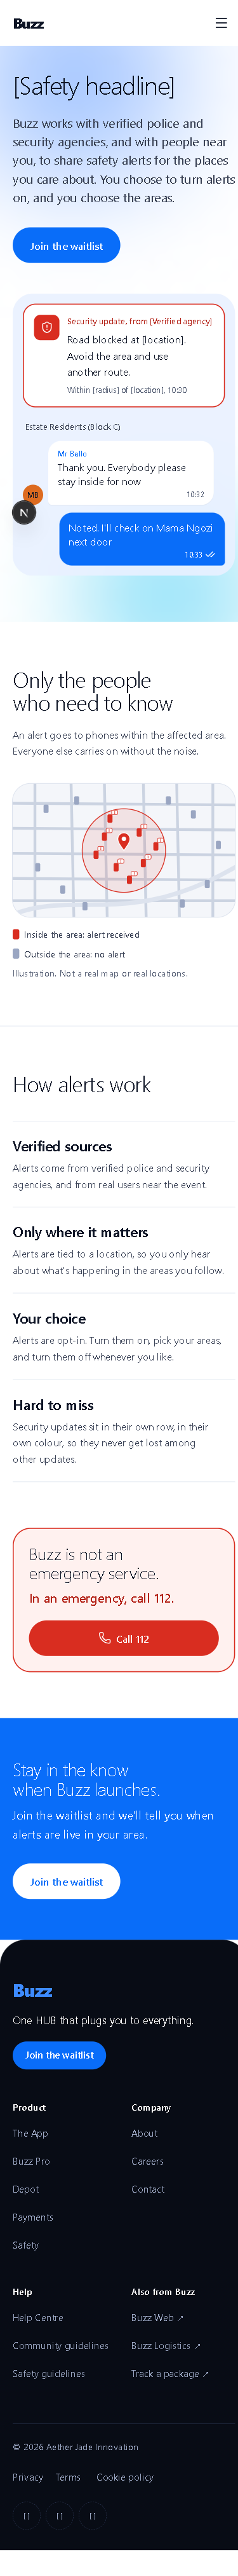 Buzz
[Safety headline]
Buzz works with verified police and
security agencies, and with people near
you, to share safety alerts for the places
you care about. You choose to turn alerts
on, and you choose the areas.
Join the waitlist
Security update, from [Verified agency]
Road blocked at [location].
Avoid the area and use
another route.
Within [radius] of [location], 10:30
Estate Residents (Block C)
Mr Bello
Thank you. Everybody please
stay inside for now
10:32
MB
N
Noted. I'll check on Mama Ngozi
next door
10:33
Only the people
who need to know
An alert goes to phones within the affected area.
Everyone else carries on without the noise.
Inside the area: alert received
Outside the area: no alert
Illustration. Not a real map or real locations.
How alerts work
Verified sources
Alerts come from verified police and security
agencies, and from real users near the event.
Only where it matters
Alerts are tied to a location, so you only hear
about what's happening in the areas you follow.
Your choice
Alerts are opt-in. Turn them on, pick your areas,
and turn them off whenever you like.
Hard to miss
Security updates sit in their own row, in their
own colour, so they never get lost among
other updates.
Buzz is not an
emergency service.
In an emergency, call 112.
Call 112
Stay in the know
when Buzz launches.
Join the waitlist and we'll tell you when
alerts are live in your area.
Join the waitlist
Buzz
One HUB that plugs you to everything.
Join the waitlist
Product
The App
Buzz Pro
Depot
Payments
Safety
Company
About
Careers
Contact
Help
Help Centre
Community guidelines
Safety guidelines
Also from Buzz
Buzz Web ↗
Buzz Logistics ↗
Track a package ↗
© 2026 Aether Jade Innovation
Privacy Terms Cookie policy
[ ] [ ] [ ]